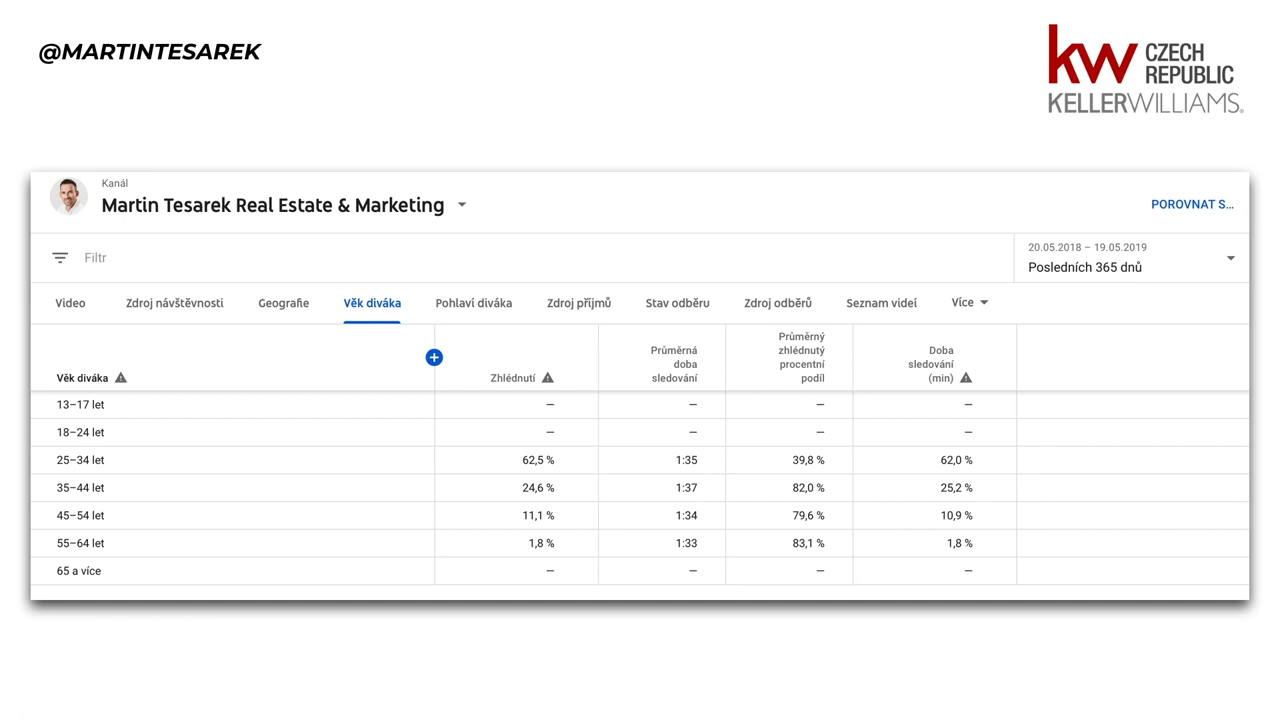 @MARTINTESAREK
kw CZECH REPUBLIC
KELLERWILLIAMS®
Kanál
Martin Tesarek Real Estate & Marketing
POROVNAT S...
Filtr
20.05.2018 – 19.05.2019
Posledních 365 dnů
Video Zdroj návštěvnosti Geografie Věk diváka Pohlaví diváka Zdroj příjmů Stav odběru Zdroj odběrů Seznam videí Více
Věk diváka Zhlédnutí Průměrná doba sledování Průměrný zhlédnutý procentní podíl Doba sledování (min)
13–17 let — — — —
18–24 let — — — —
25–34 let 62,5 % 1:35 39,8 % 62,0 %
35–44 let 24,6 % 1:37 82,0 % 25,2 %
45–54 let 11,1 % 1:34 79,6 % 10,9 %
55–64 let 1,8 % 1:33 83,1 % 1,8 %
65 a více — — — —